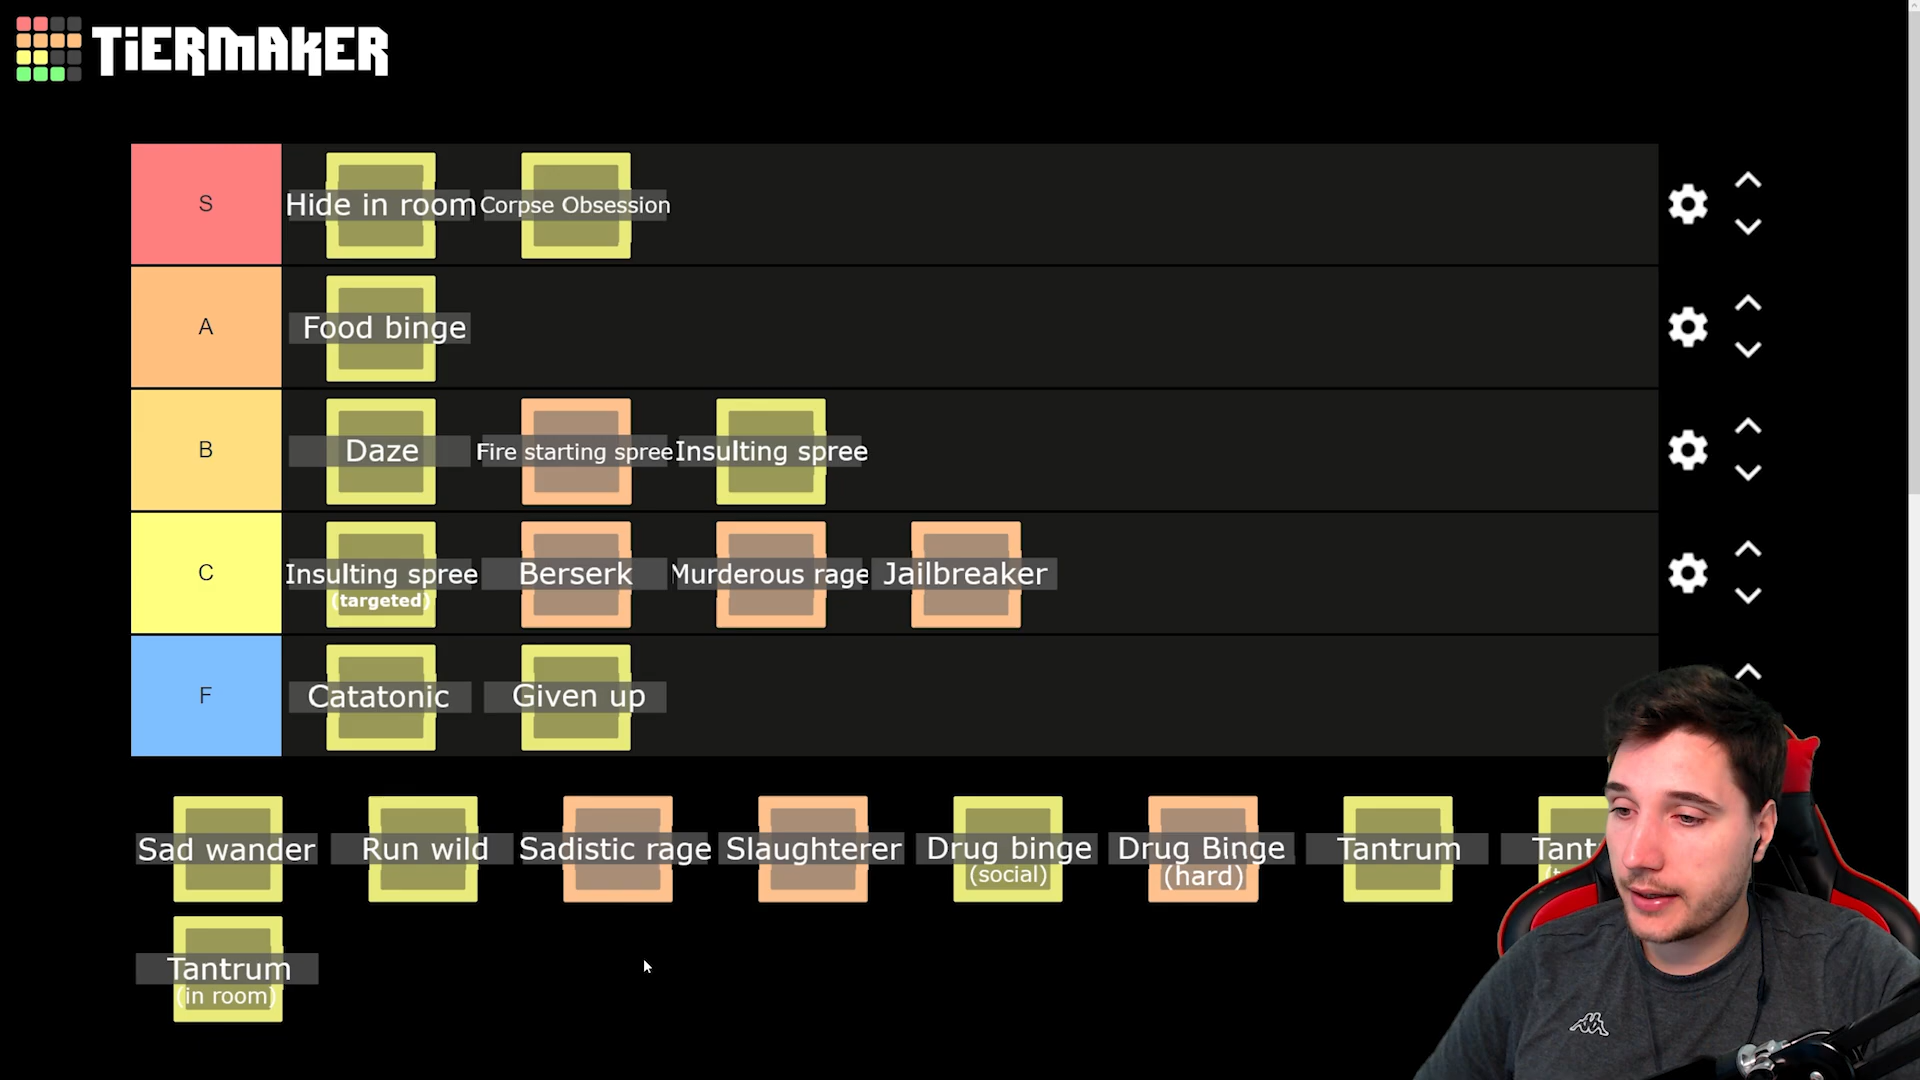 TiERMAKER
S
Hide in room
Corpse Obsession
A
Food binge
B
Daze
Fire starting spree
Insulting spree
C
Insulting spree
(targeted)
Berserk
Murderous rage
Jailbreaker
F
Catatonic
Given up
Sad wander
Run wild
Sadistic rage
Slaughterer
Drug binge
(social)
Drug Binge
(hard)
Tantrum
Tantrum
(in room)